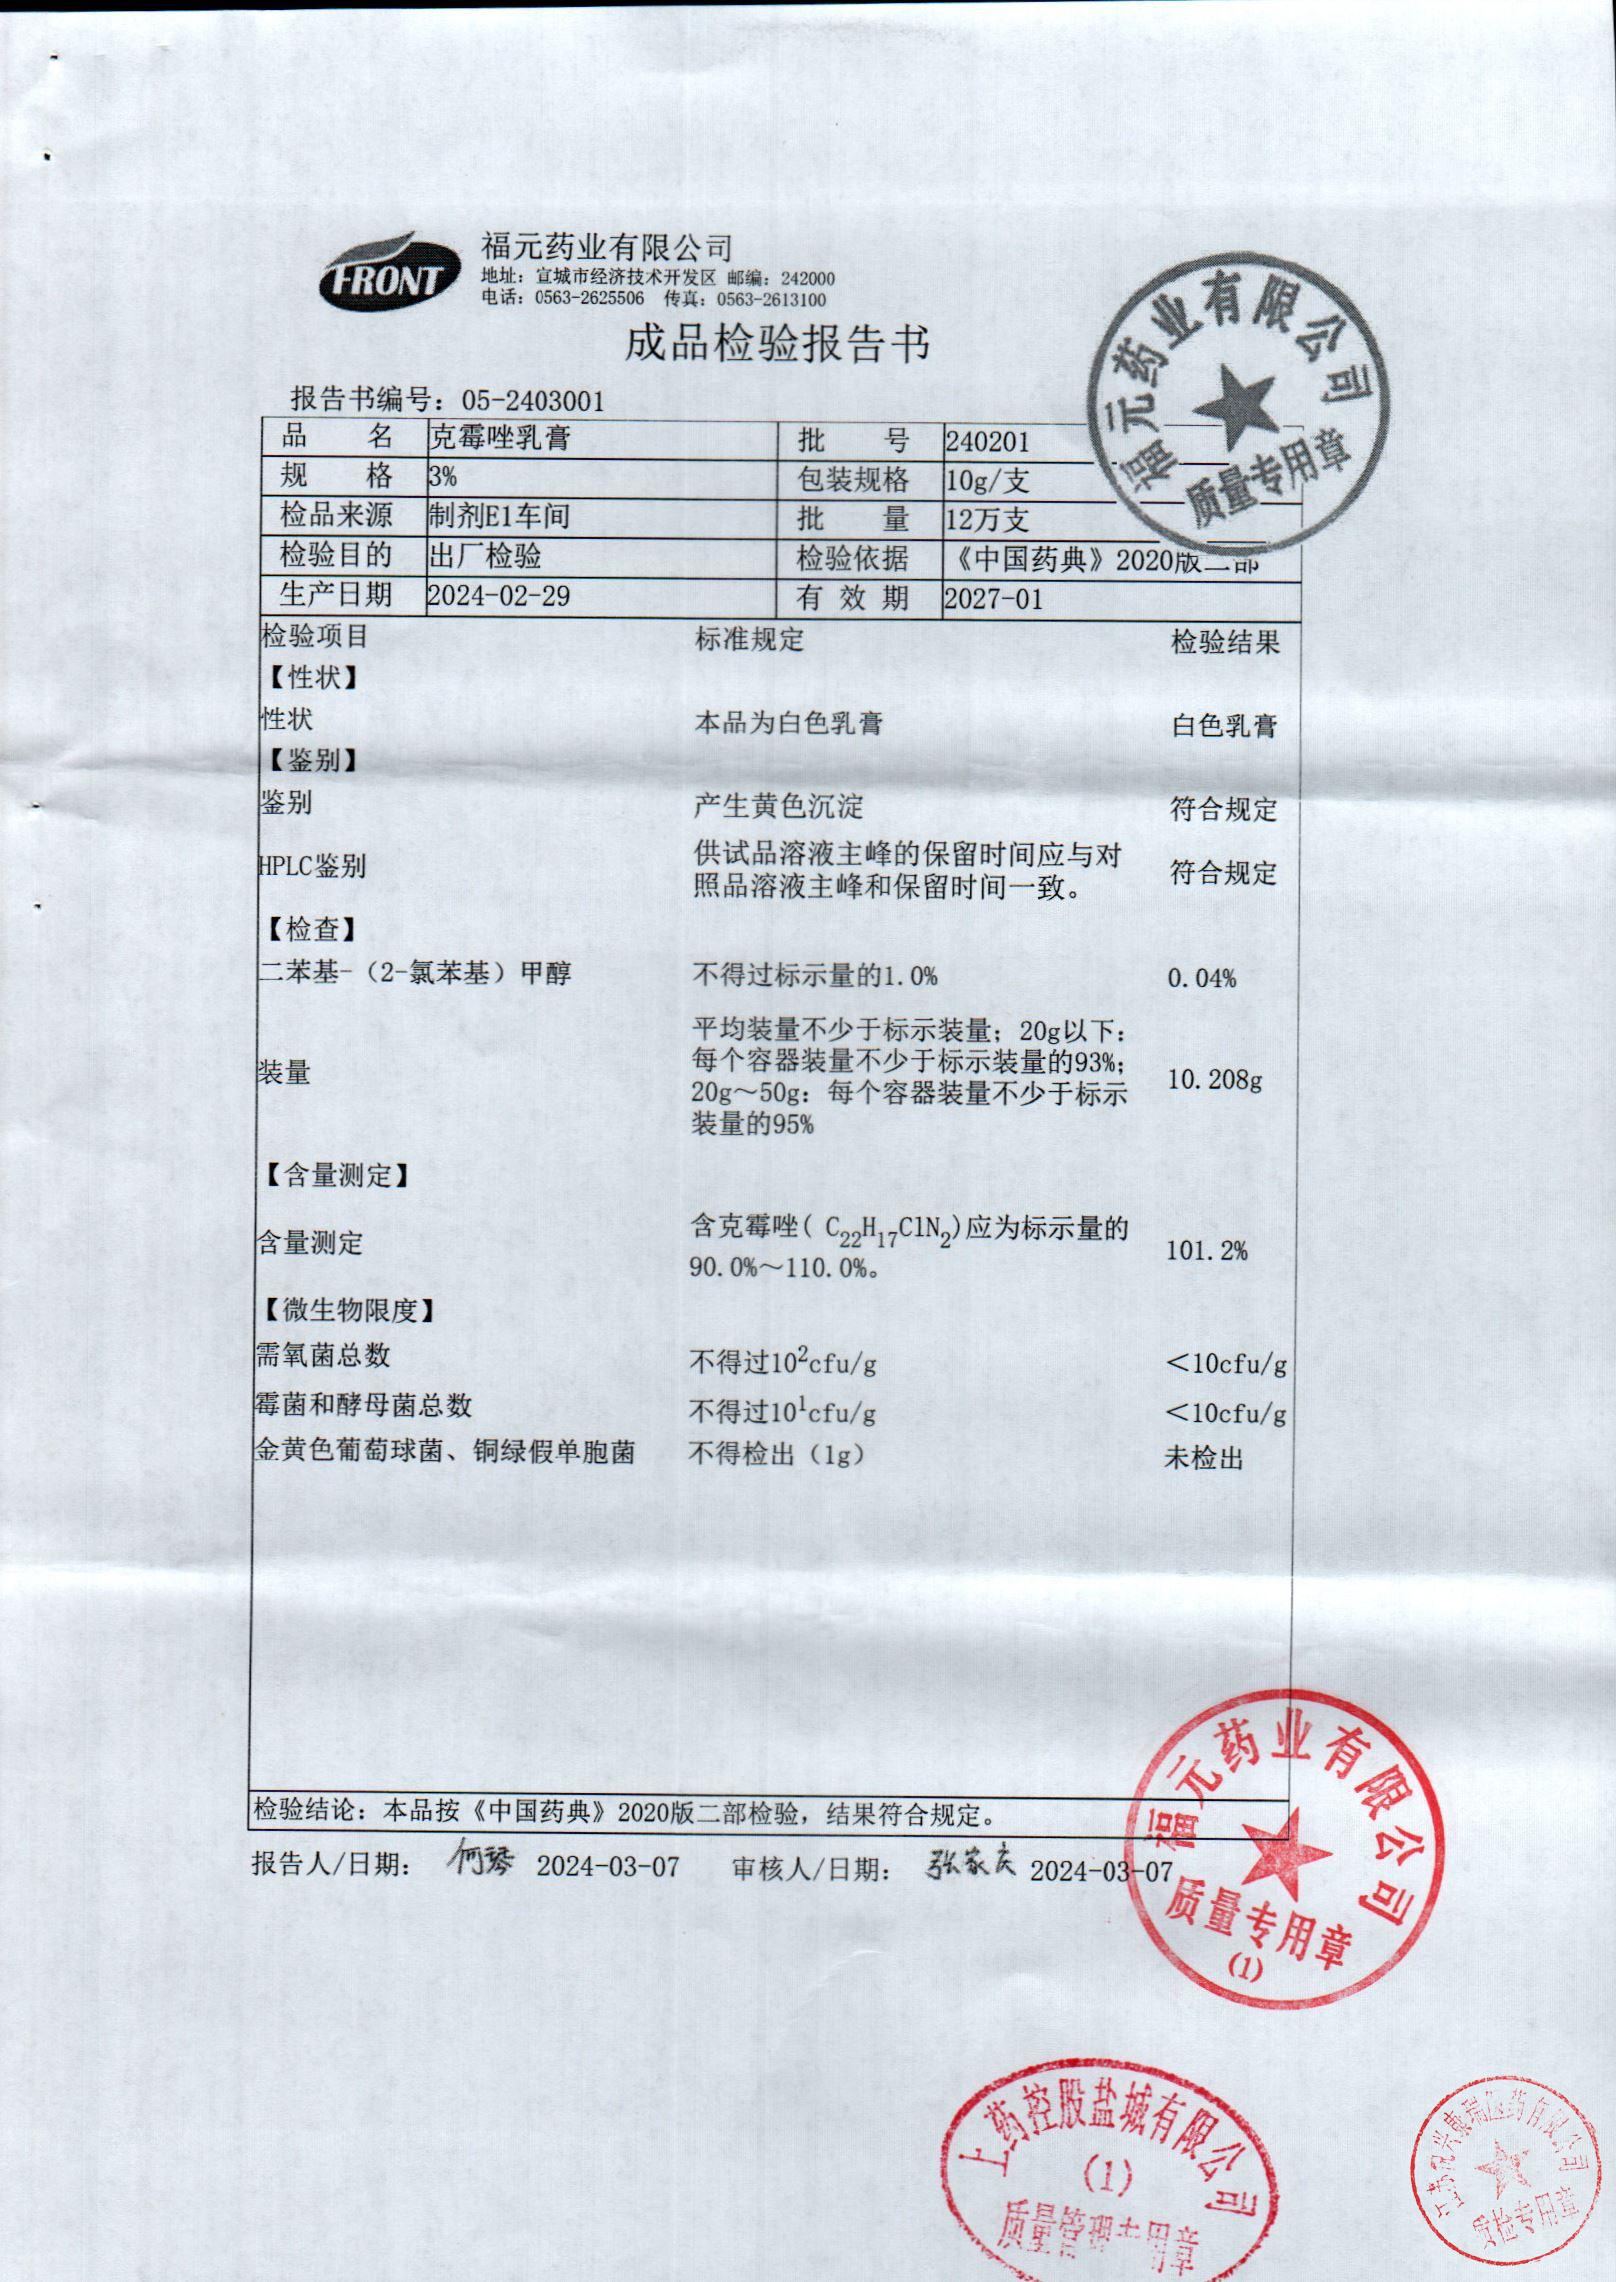 FRONT
福元药业有限公司
地址：宣城市经济技术开发区 邮编：242000
电话：0563-2625506 传真：0563-2613100
成品检验报告书
报告书编号：05-2403001
品 名 克霉唑乳膏 批 号 240201
规 格 3% 包装规格 10g/支
检品来源 制剂E1车间 批 量 12万支
检验目的 出厂检验 检验依据 《中国药典》2020版二部
生产日期 2024-02-29 有 效 期 2027-01
福元药业有限公司
质量专用章
检验项目 标准规定 检验结果
【性状】
性状 本品为白色乳膏 白色乳膏
【鉴别】
鉴别 产生黄色沉淀 符合规定
HPLC鉴别 供试品溶液主峰的保留时间应与对 符合规定
照品溶液主峰和保留时间一致。
【检查】
二苯基-（2-氯苯基）甲醇 不得过标示量的1.0% 0.04%
平均装量不少于标示装量；20g以下：
装量 每个容器装量不少于标示装量的93%； 10.208g
20g～50g：每个容器装量不少于标示
装量的95%
【含量测定】
含量测定 含克霉唑( C₂₂H₁₇ClN₂)应为标示量的 101.2%
90.0%～110.0%。
【微生物限度】
需氧菌总数 不得过10²cfu/g ＜10cfu/g
霉菌和酵母菌总数 不得过10¹cfu/g ＜10cfu/g
金黄色葡萄球菌、铜绿假单胞菌 不得检出（1g） 未检出
检验结论：本品按《中国药典》2020版二部检验，结果符合规定。
报告人/日期： 何琴 2024-03-07 审核人/日期： 张家庆 2024-03-07
福元药业有限公司
质量专用章
(1)
上药控股盐城有限公司
(1)
质量管理专用章
质检专用章